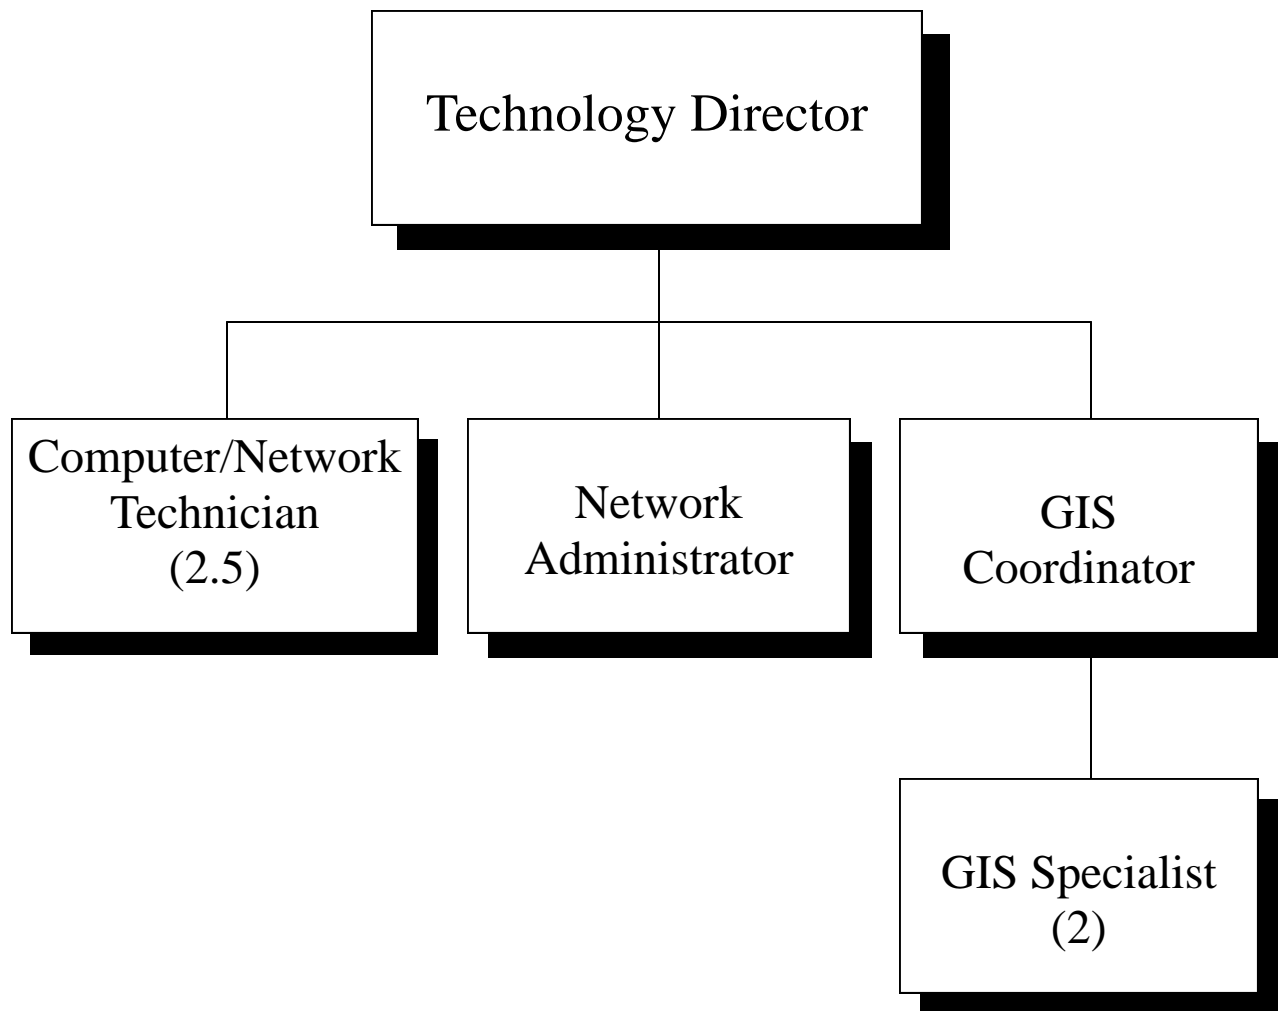 Technology Director
Computer/Network
Technician
(2.5)
Network
Administrator
GIS
Coordinator
GIS Specialist
(2)